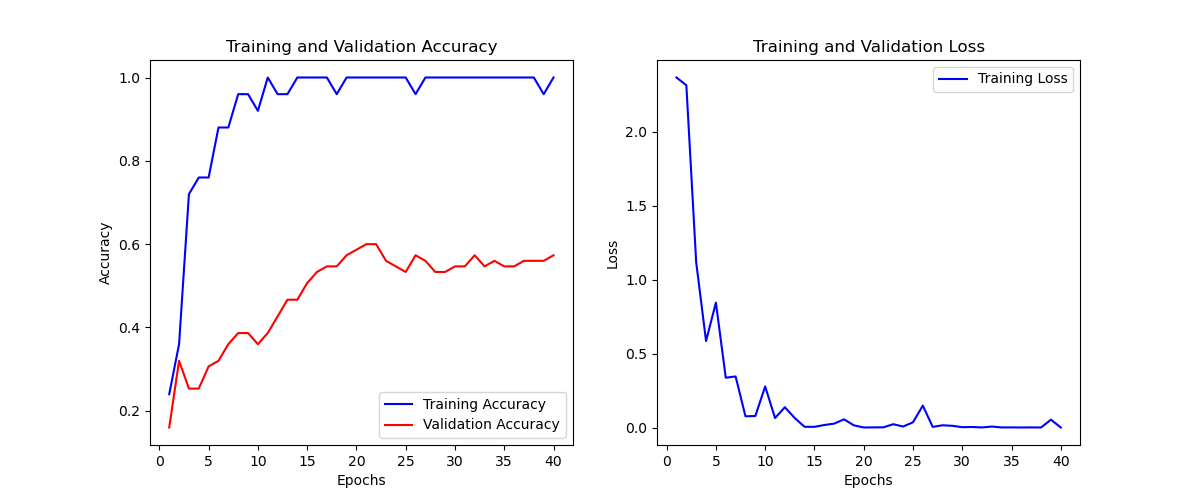 Training and Validation Accuracy
1.0
0.8
0.6
0.4
0.2
Accuracy
Training Accuracy
Validation Accuracy
0 5 10 15 20 25 30 35 40
Epochs
Training and Validation Loss
Training Loss
2.0
1.5
1.0
0.5
0.0
Loss
0 5 10 15 20 25 30 35 40
Epochs